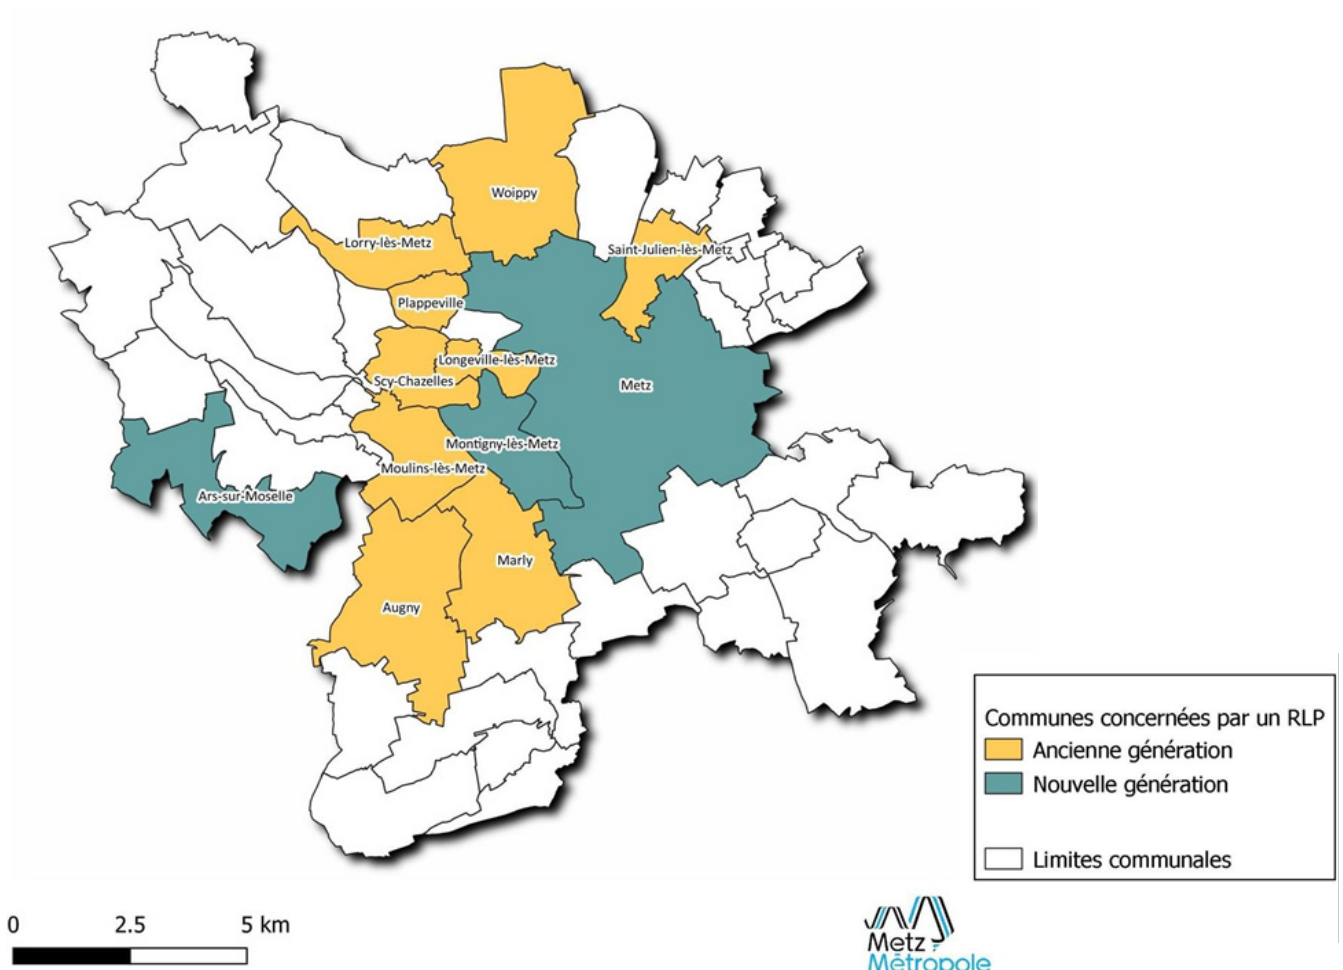 Woippy
Lorry-lès-Metz
Saint-Julien-lès-Metz
Plappeville
Longeville-lès-Metz
Scy-Chazelles
Metz
Montigny-lès-Metz
Moulins-lès-Metz
Ars-sur-Moselle
Marly
Augny
Communes concernées par un RLP
Ancienne génération
Nouvelle génération
Limites communales
0 2.5 5 km
Metz
Métropole